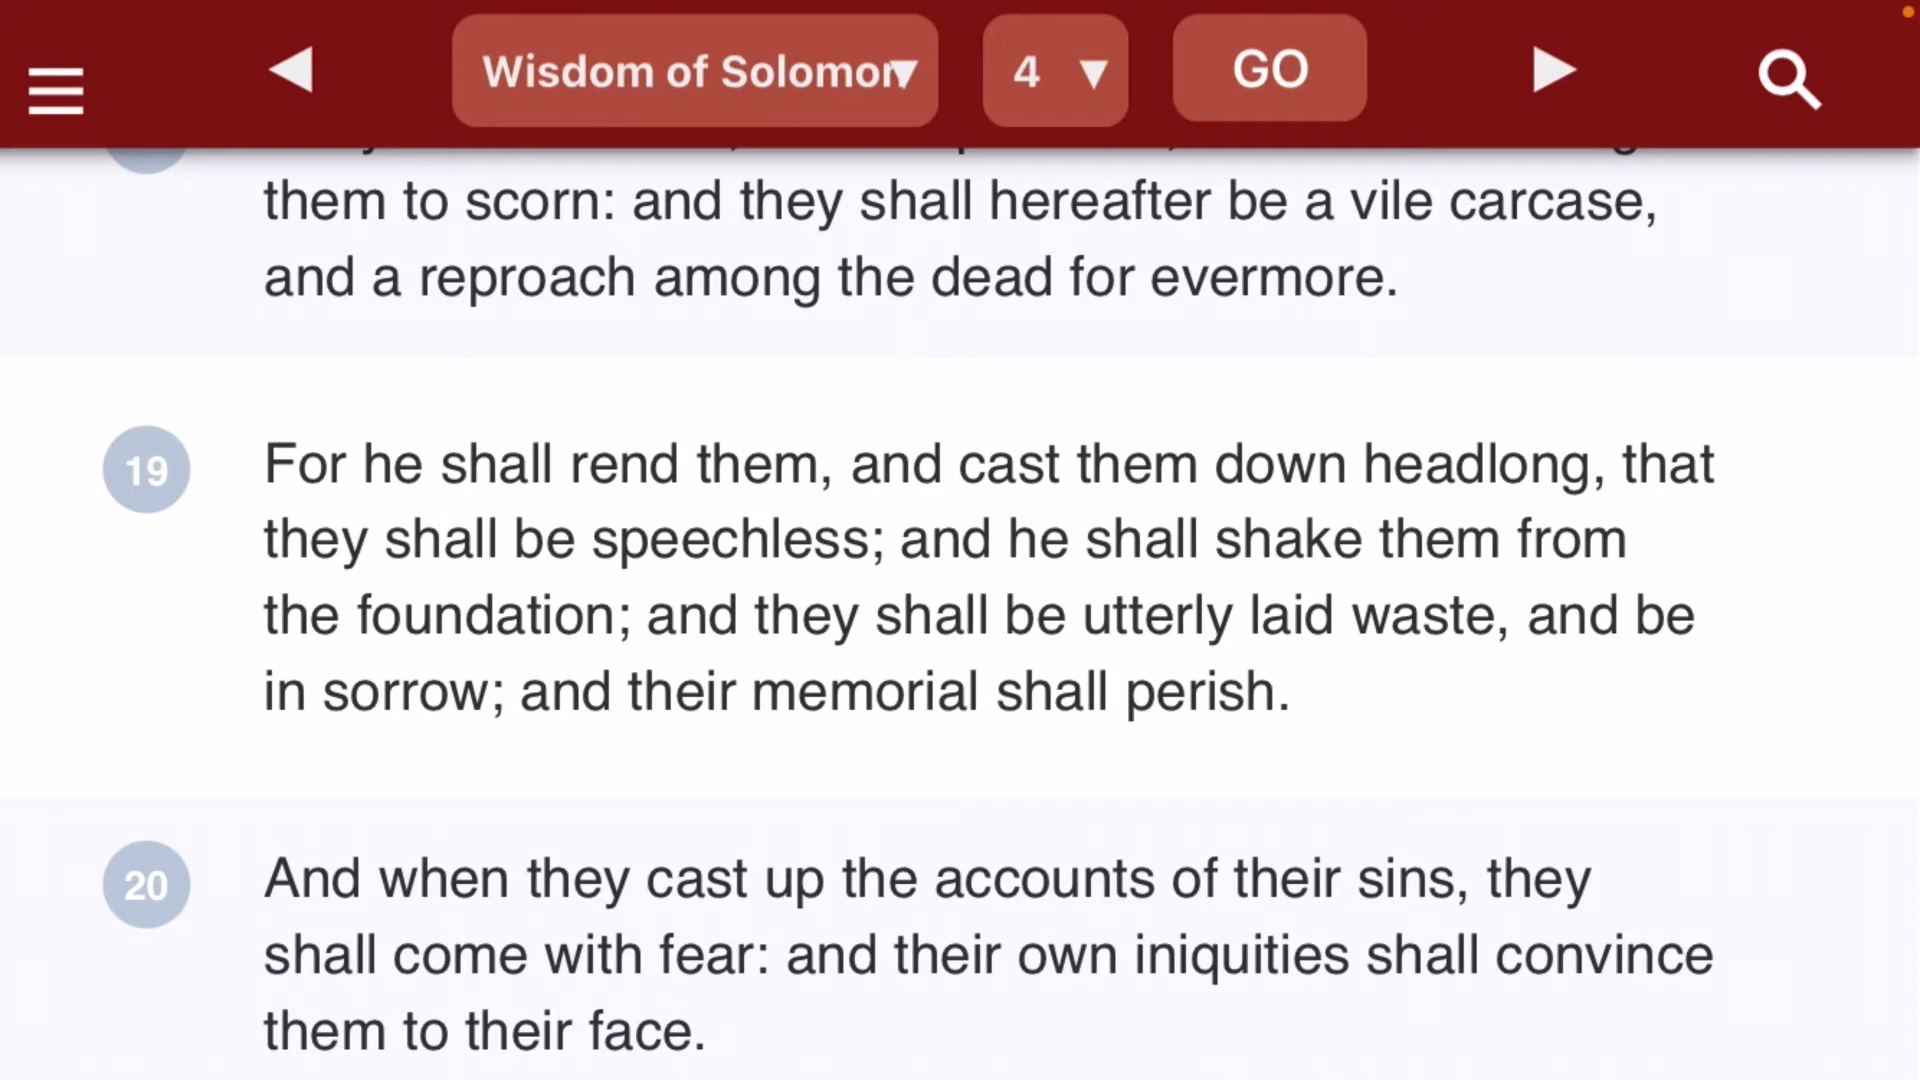 Wisdom of Solomon 4 GO
them to scorn: and they shall hereafter be a vile carcase,
and a reproach among the dead for evermore.
19 For he shall rend them, and cast them down headlong, that
they shall be speechless; and he shall shake them from
the foundation; and they shall be utterly laid waste, and be
in sorrow; and their memorial shall perish.
20 And when they cast up the accounts of their sins, they
shall come with fear: and their own iniquities shall convince
them to their face.